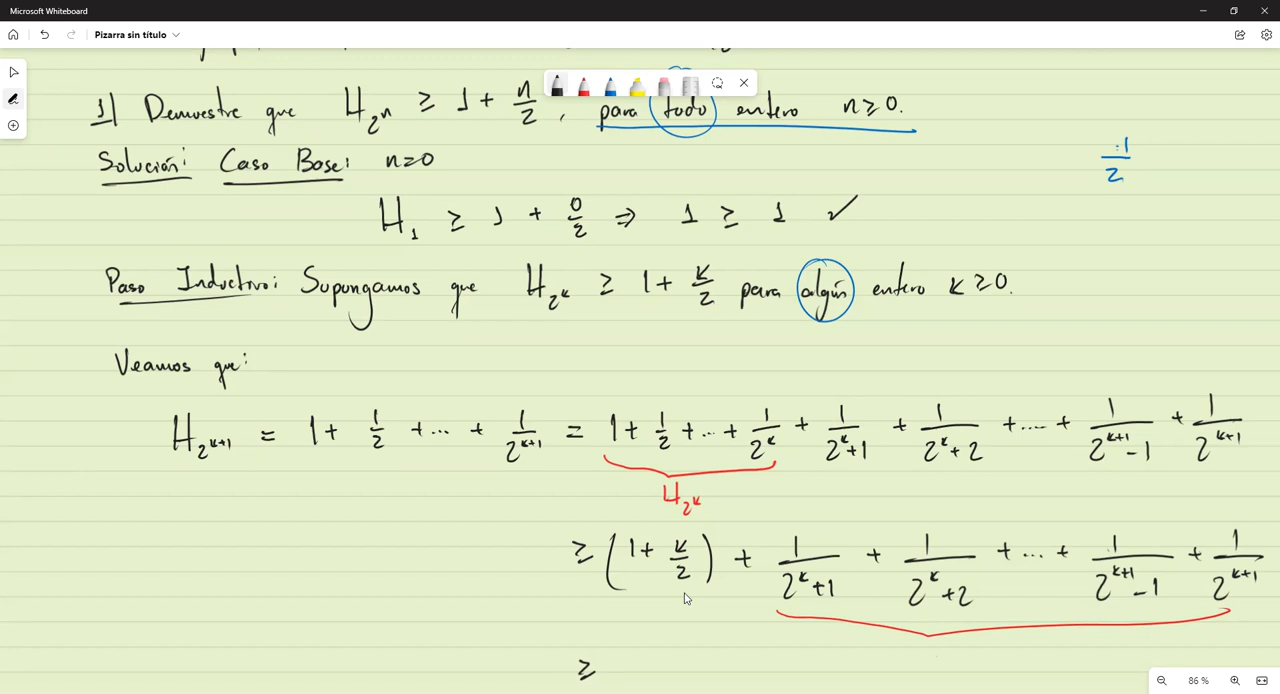 Microsoft Whiteboard
Pizarra sin título
1) Demuestre que H_{2^n} ≥ 1 + n/2, para todo entero n ≥ 0.
Solución: Caso Base: n=0
-1/2
H_1 ≥ 1 + 0/2 ⇒ 1 ≥ 1 ✓
Paso Inductivo: Supongamos que H_{2^k} ≥ 1 + k/2 para algún entero k ≥ 0.
Veamos que:
H_{2^{k+1}} = 1 + 1/2 + ... + 1/2^{k+1} = 1 + 1/2 + ... + 1/2^k + 1/(2^k+1) + 1/(2^k+2) + .... + 1/(2^{k+1}-1) + 1/2^{k+1}
H_{2^k}
≥ (1 + k/2) + 1/(2^k+1) + 1/(2^k+2) + ... + 1/(2^{k+1}-1) + 1/2^{k+1}
≥
86 %